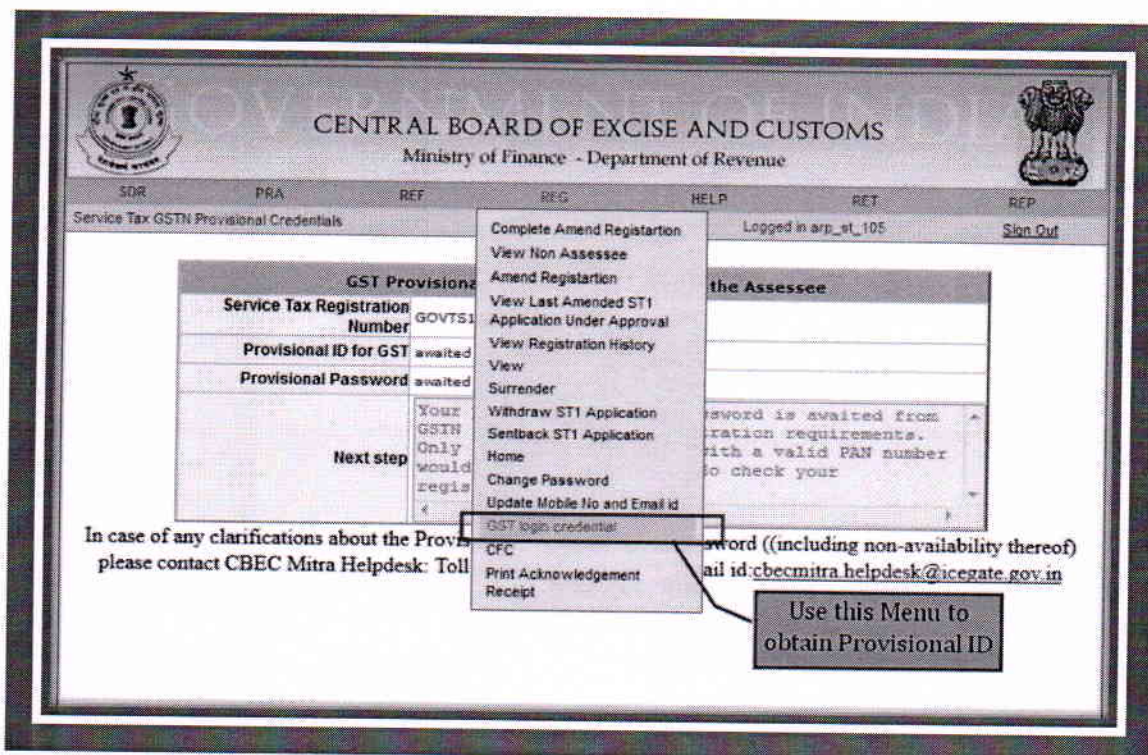 GOVERNMENT OF INDIA
CENTRAL BOARD OF EXCISE AND CUSTOMS
Ministry of Finance - Department of Revenue
SDR PRA REF REG HELP RET REP
Service Tax GSTN Provisional Credentials
Logged in arp_st_105
Sign Out
Complete Amend Registartion
View Non Assessee
Amend Registartion
View Last Amended ST1
Application Under Approval
View Registration History
View
Surrender
Withdraw ST1 Application
Sentback ST1 Application
Home
Change Password
Update Mobile No and Email id
GST login credential
CFC
Print Acknowledgement
Receipt
GST Provisiona the Assessee
Service Tax Registration
Number
GOVTS1
Provisional ID for GST awaited
Provisional Password awaited
Next step
Your sword is awaited from
GSTN ration requirements.
Only with a valid PAN number
would to check your
regis
In case of any clarifications about the Provis sword ((including non-availability thereof)
please contact CBEC Mitra Helpdesk: Toll ail id:cbecmitra.helpdesk@icegate.gov.in
Use this Menu to
obtain Provisional ID